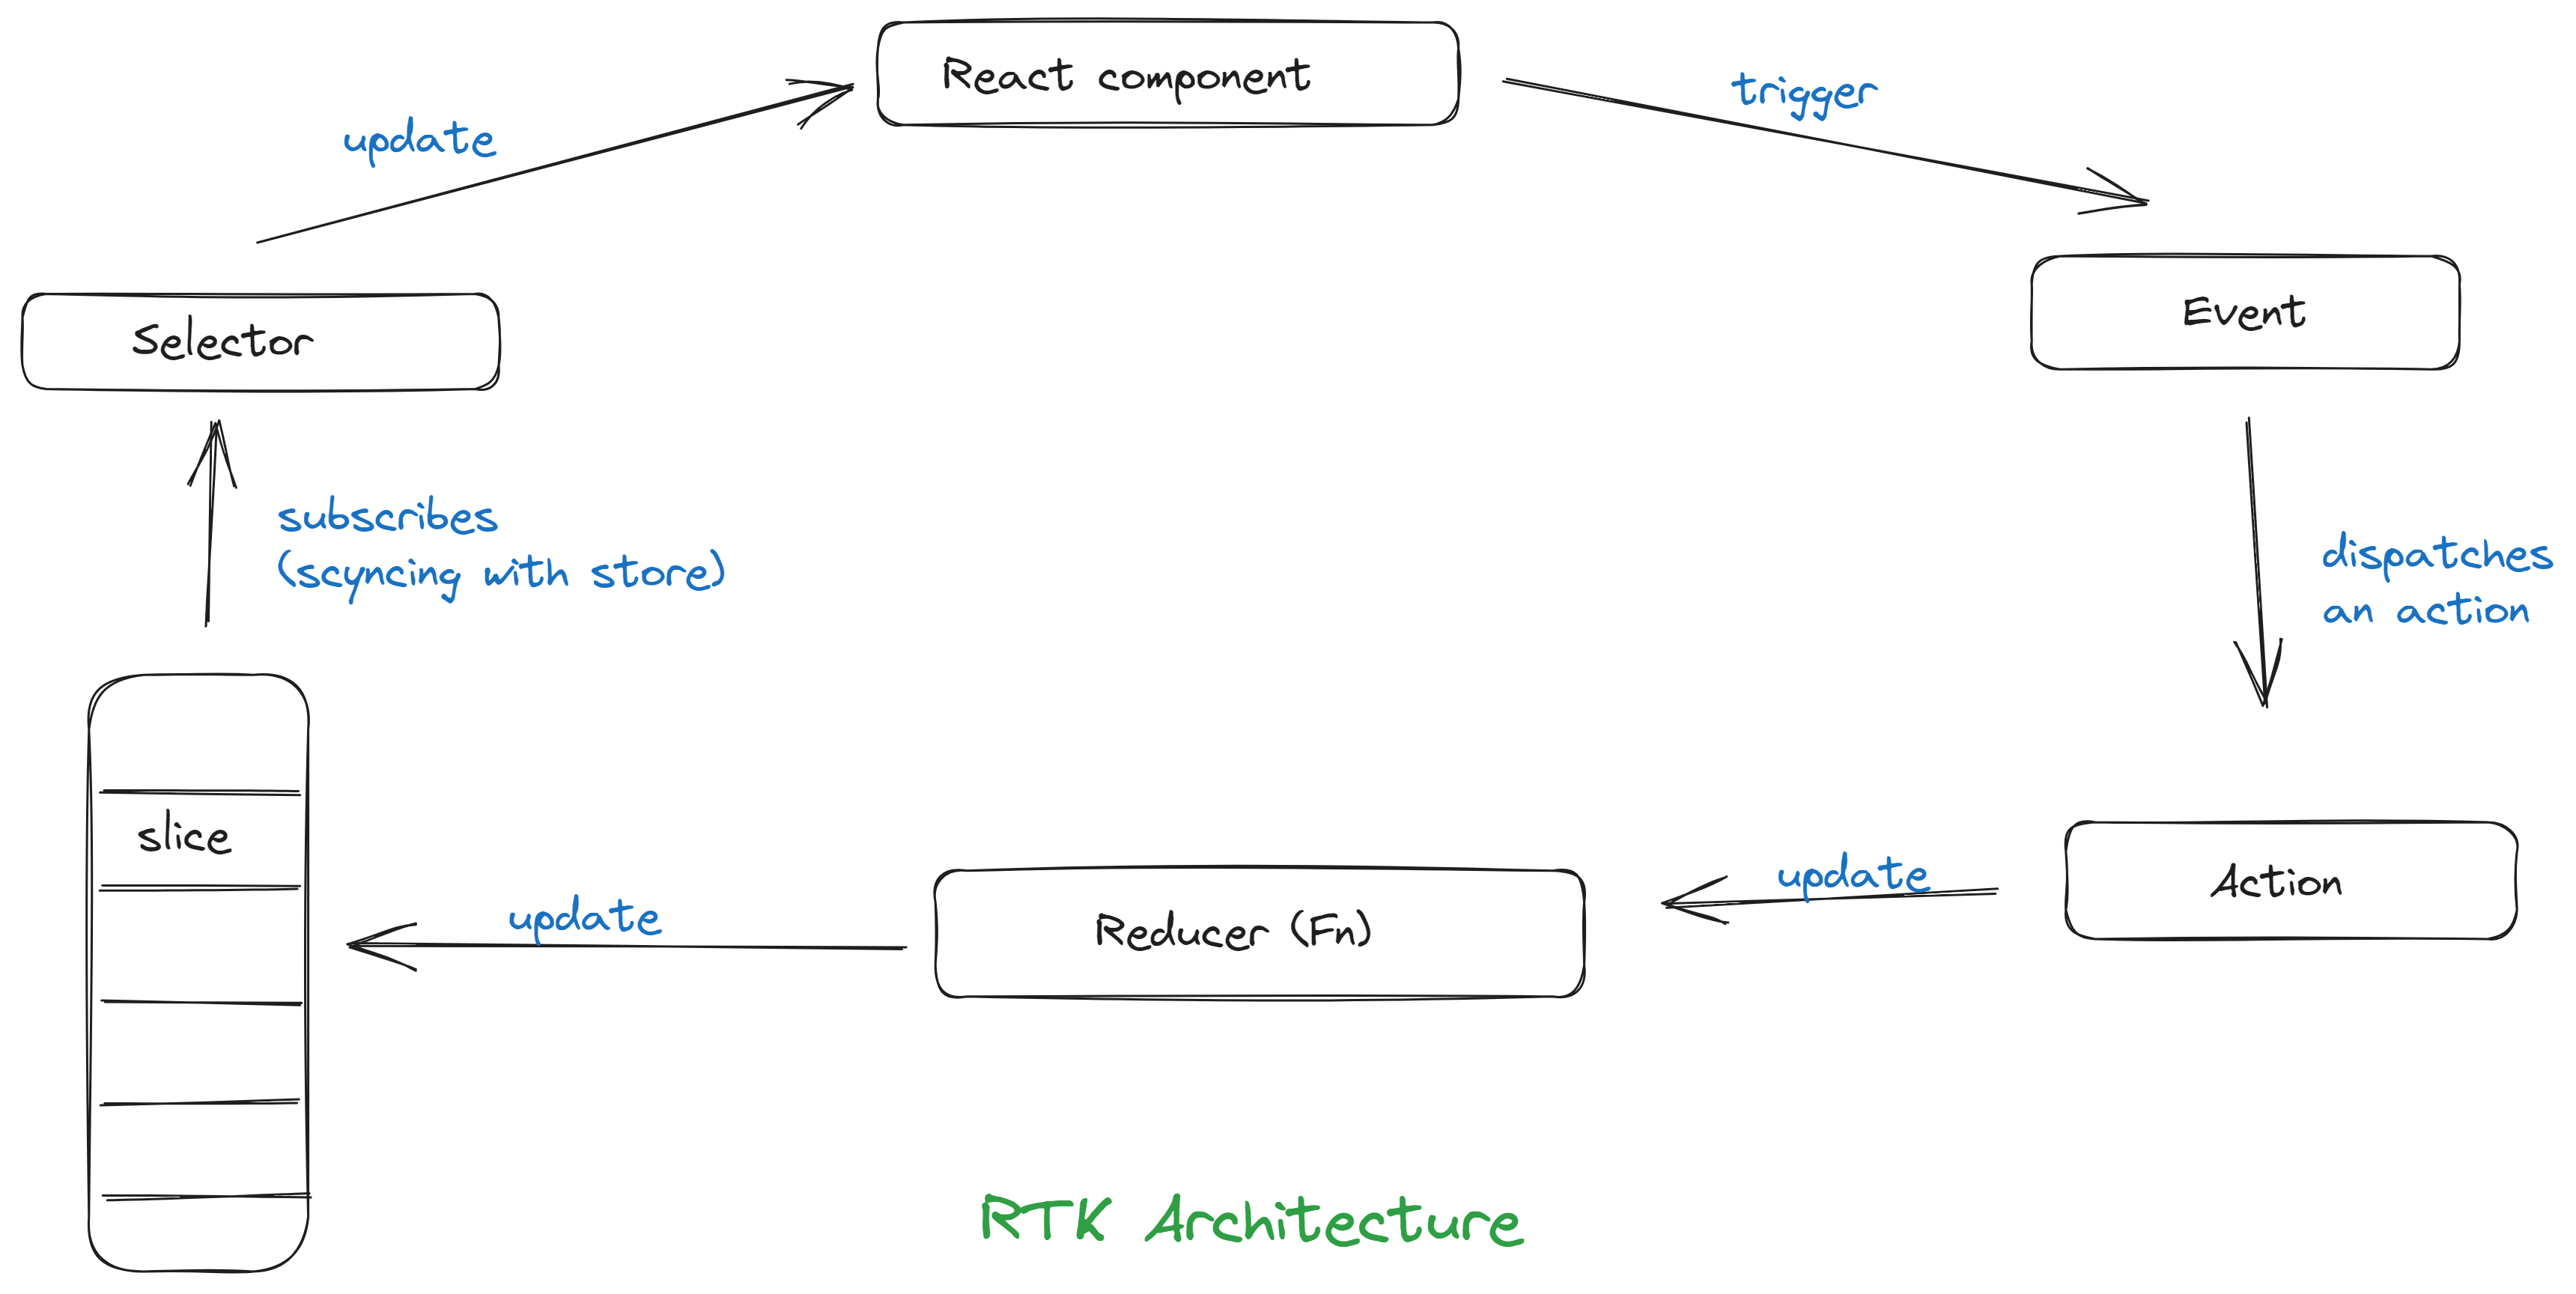 React component
trigger
update
Event
Selector
subscribes
(scyncing with store)
dispatches
an action
slice
update
Action
update
Reducer (Fn)
RTK Architecture